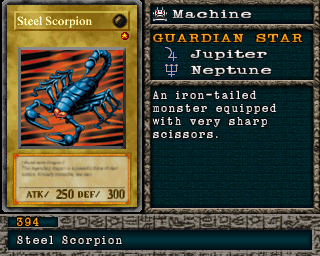 Steel Scorpion
ATK/ 250 DEF/ 300
Machine
GUARDIAN STAR
Jupiter
Neptune
An iron-tailed
monster equipped
with very sharp
scissors.
394
Steel Scorpion